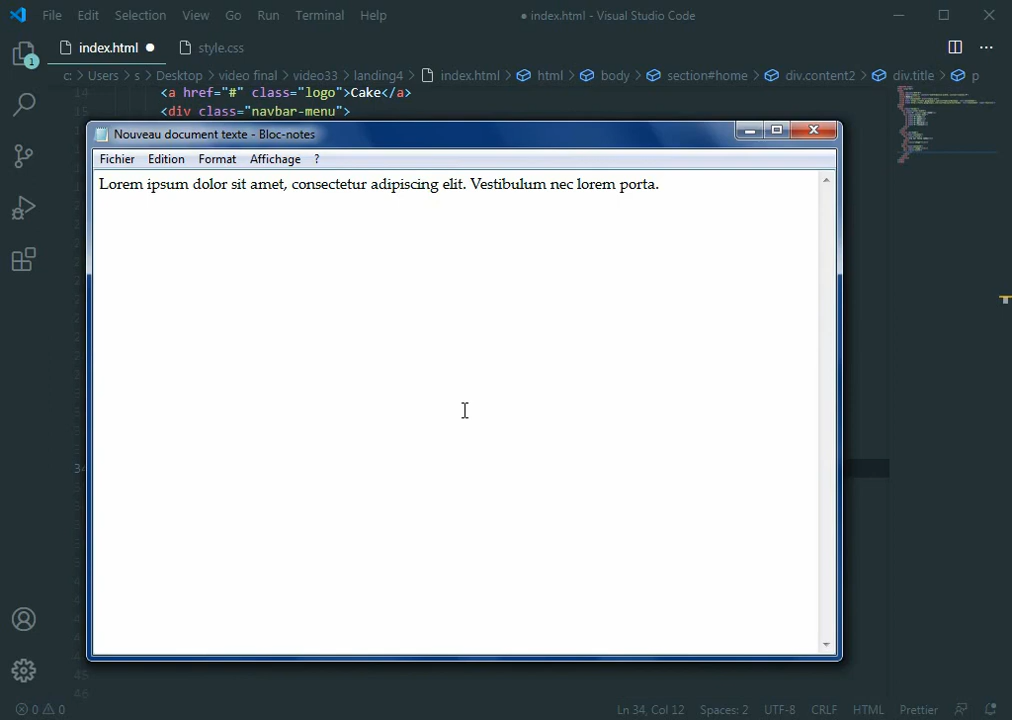 File Edit Selection View Go Run Terminal Help ● index.html - Visual Studio Code
1 index.html ● style.css
c: > Users > s > Desktop > video final > video33 > landing4 > index.html > html > body > section#home > div.content2 > div.title > p
14 <a href="#" class="logo">Cake</a>
<div class="navbar-menu">
Nouveau document texte - Bloc-notes
Fichier Edition Format Affichage ?
Lorem ipsum dolor sit amet, consectetur adipiscing elit. Vestibulum nec lorem porta.
34
46
0 0 Ln 34, Col 12 Spaces: 2 UTF-8 CRLF HTML Prettier